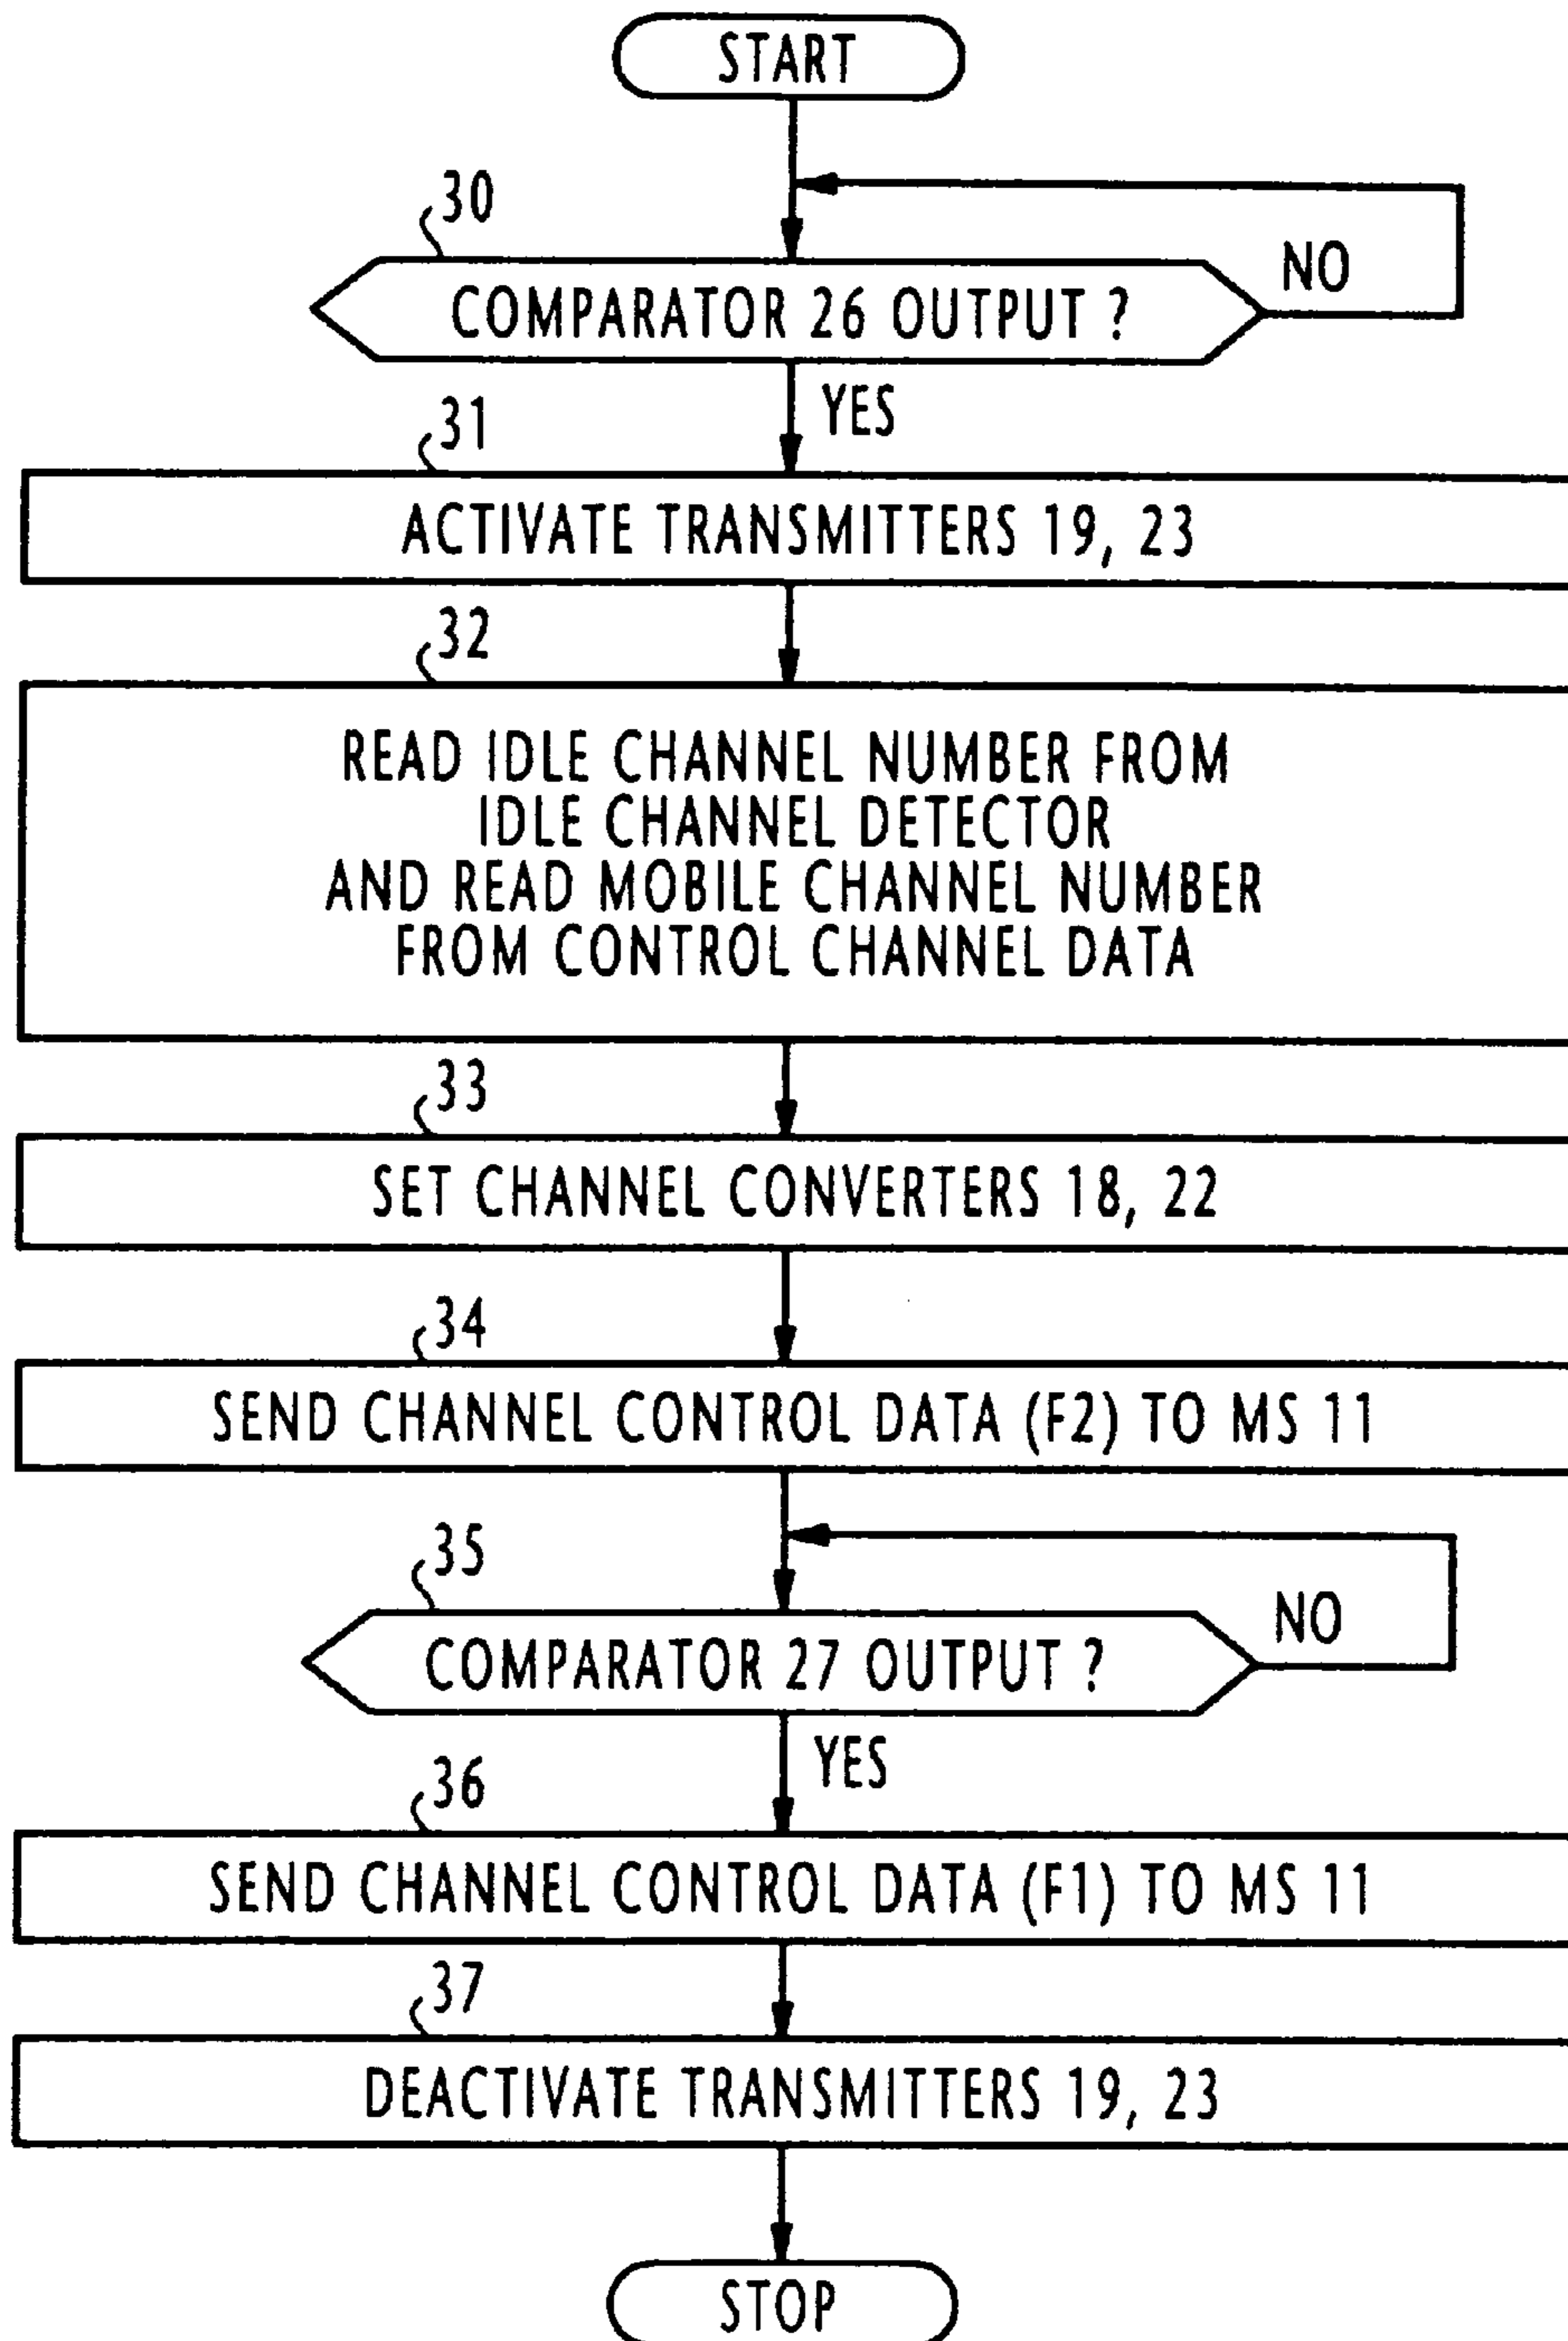 START
30
COMPARATOR 26 OUTPUT ?
NO
YES
31
ACTIVATE TRANSMITTERS 19, 23
32
READ IDLE CHANNEL NUMBER FROM
IDLE CHANNEL DETECTOR
AND READ MOBILE CHANNEL NUMBER
FROM CONTROL CHANNEL DATA
33
SET CHANNEL CONVERTERS 18, 22
34
SEND CHANNEL CONTROL DATA (F2) TO MS 11
35
COMPARATOR 27 OUTPUT ?
NO
YES
36
SEND CHANNEL CONTROL DATA (F1) TO MS 11
37
DEACTIVATE TRANSMITTERS 19, 23
STOP